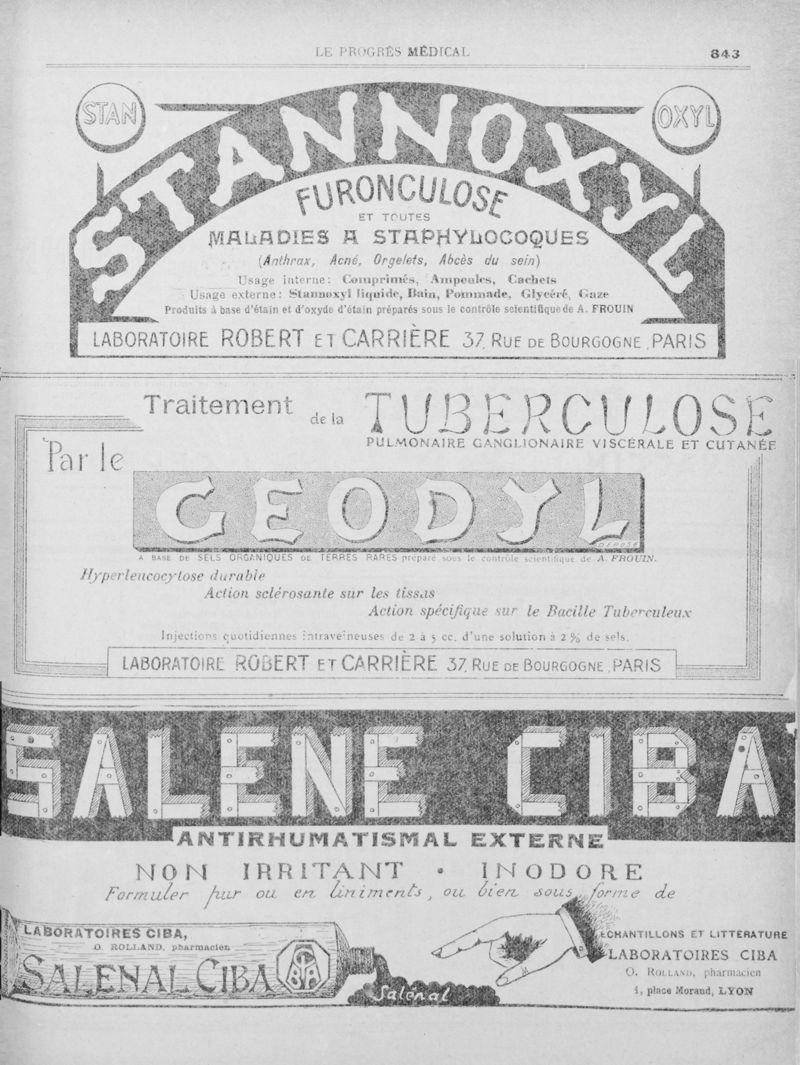 LE PROGRÈS MÉDICAL
843
STAN
OXYL
STANNOXYL
FURONCULOSE
ET TOUTES
MALADIES A STAPHYLOCOQUES
(Anthrax, Acné, Orgelets, Abcès du sein)
Usage interne: Comprimés, Ampoules, Cachets
Usage externe: Stannoxyl liquide, Bain, Pommade, Glycéré, Gaze
Produits à base d'étain et d'oxyde d'étain préparés sous le contrôle scientifique de A. FROUIN
LABORATOIRE ROBERT ET CARRIÈRE 37, RUE DE BOURGOGNE, PARIS
Traitement de la TUBERCULOSE
PULMONAIRE GANGLIONAIRE VISCÉRALE ET CUTANÉE
Par le
GEODYL
DEROSE
A BASE DE SELS ORGANIQUES DE TERRES RARES préparé sous le contrôle scientifique de A. FROUIN.
Hyperleucocytose durable
Action sclérosante sur les tissas
Action spécifique sur le Bacille Tuberculeux
Injections quotidiennes intraveineuses de 2 à 5 cc. d'une solution à 2 % de sels.
LABORATOIRE ROBERT ET CARRIÈRE 37, RUE DE BOURGOGNE, PARIS
SALENE CIBA
ANTIRHUMATISMAL EXTERNE
NON IRRITANT • INODORE
Formuler pur ou en liniments, ou bien sous forme de
LABORATOIRES CIBA,
O. ROLLAND, pharmacien
SALENAL CIBA
CIBA
Salénal
ÉCHANTILLONS ET LITTÉRATURE
LABORATOIRES CIBA
O. ROLLAND, pharmacien
1, place Morand, LYON